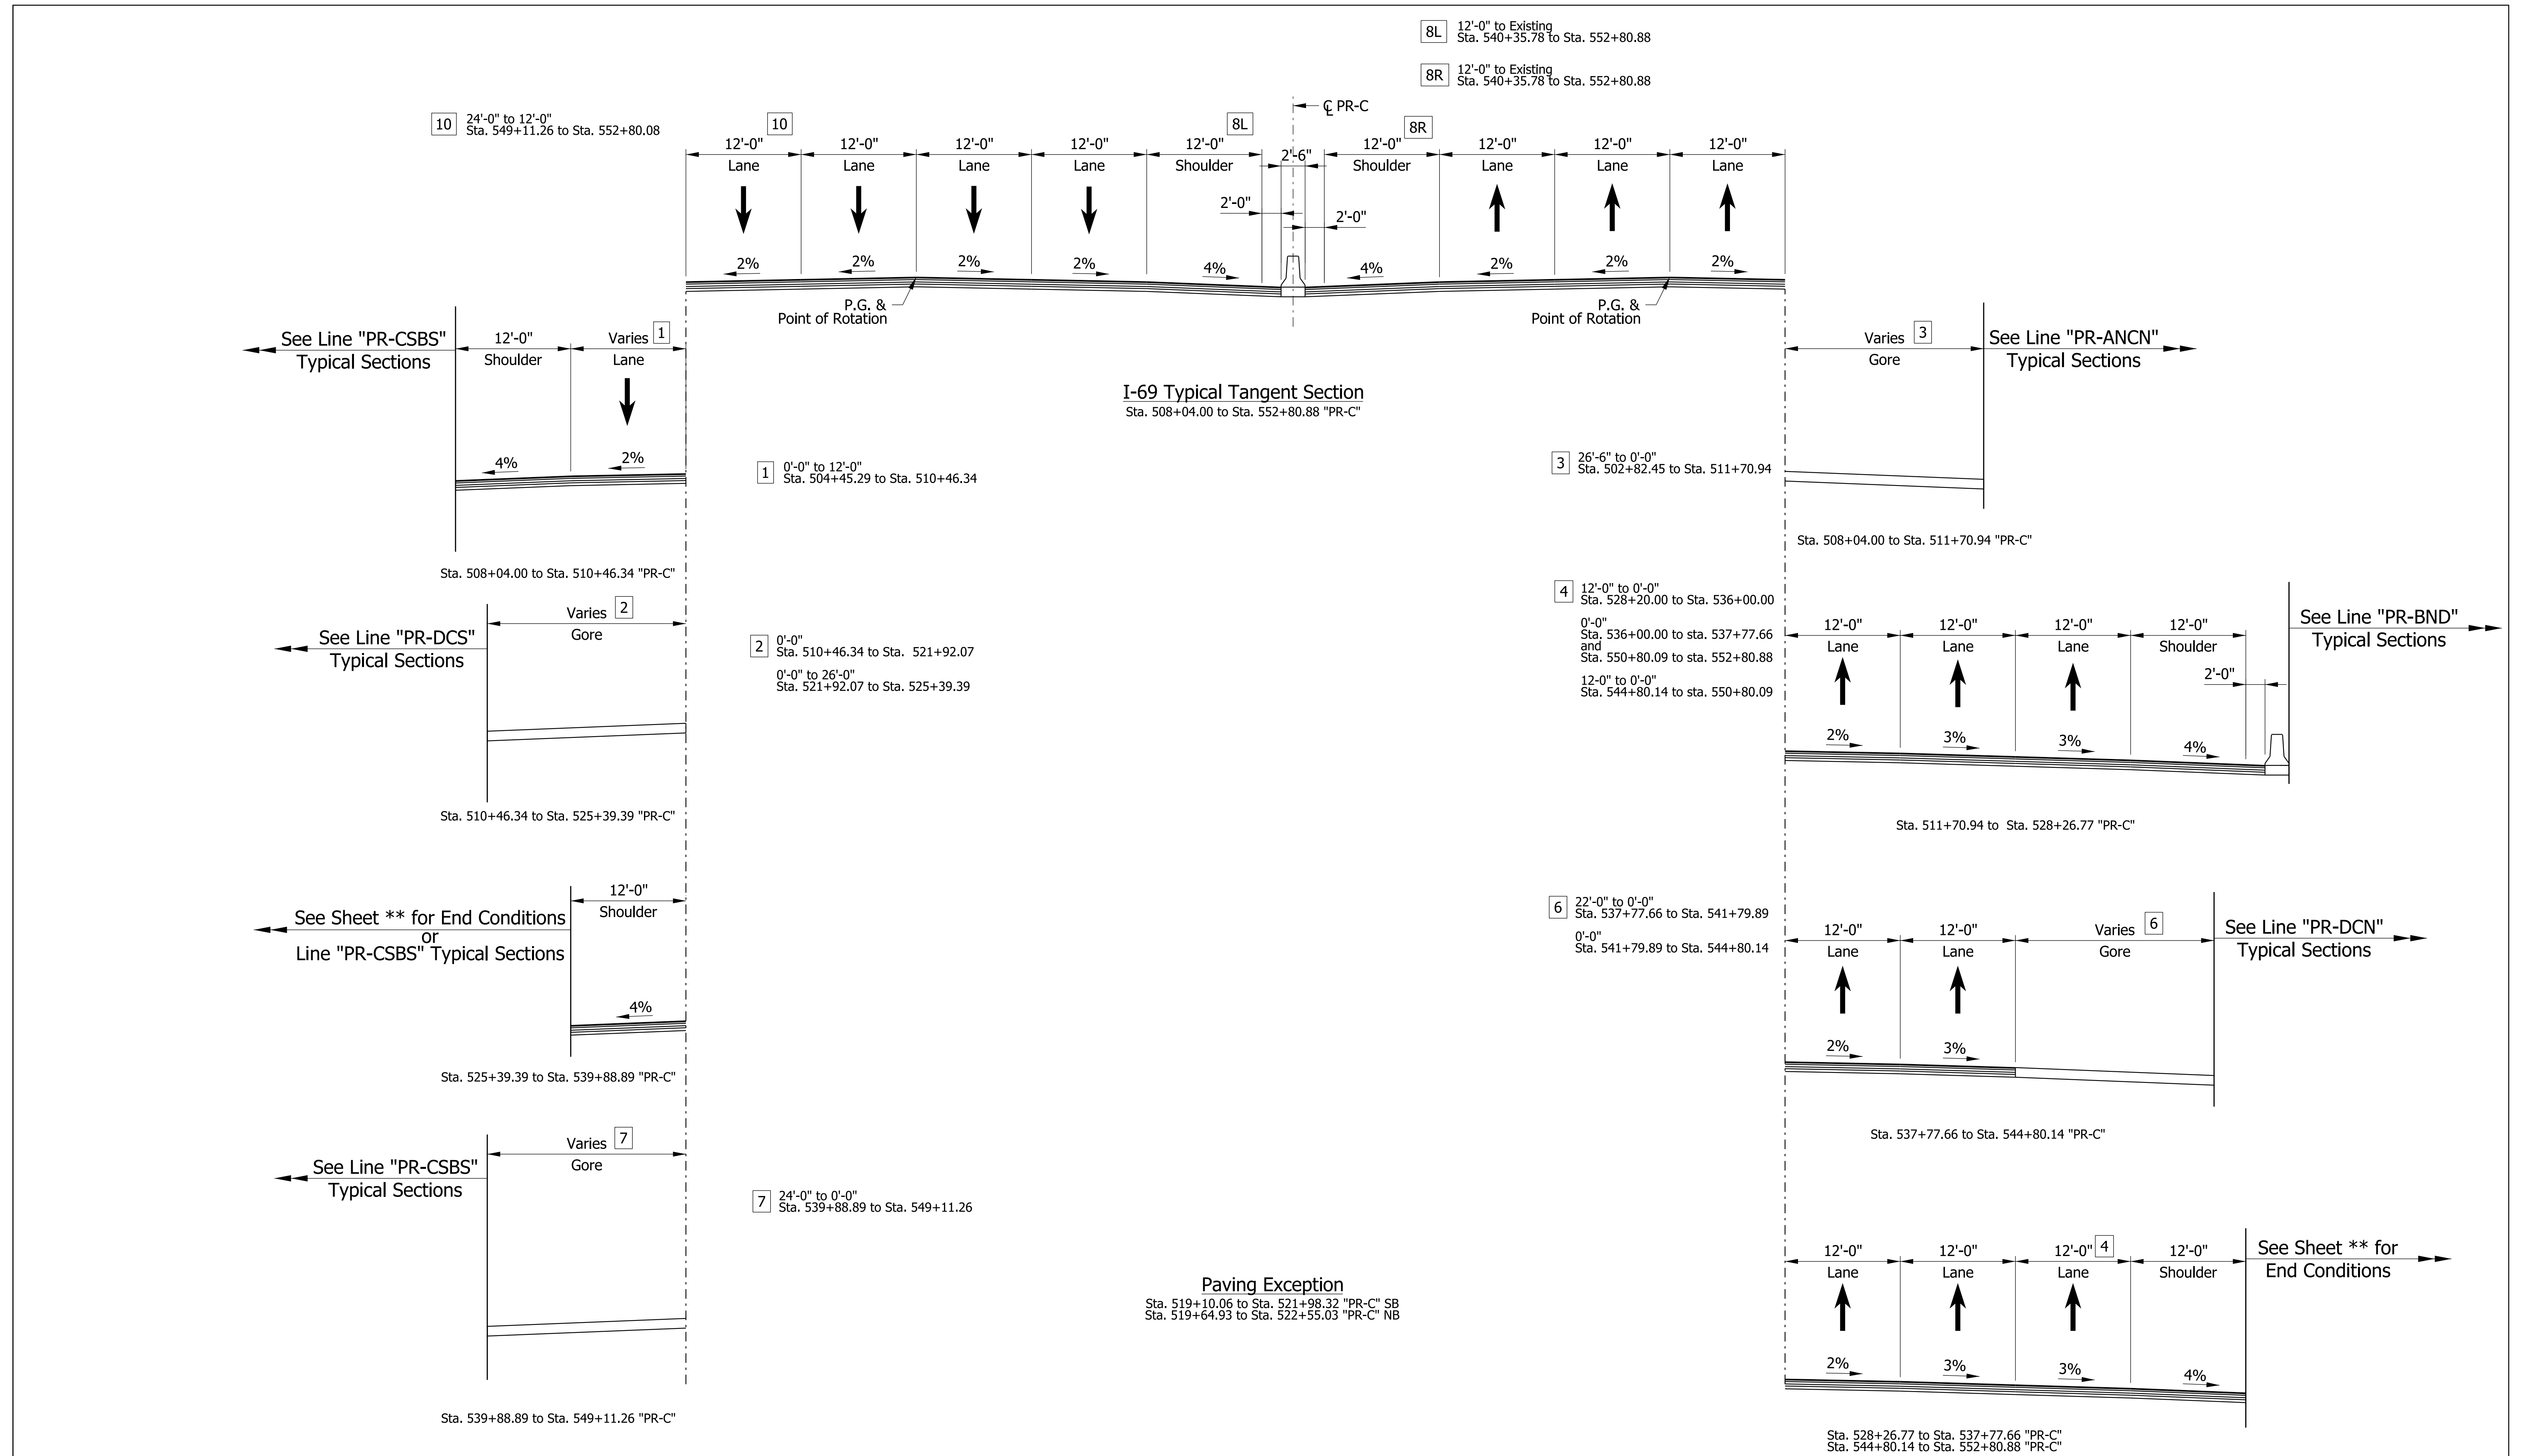 8L 12'-0" to Existing
Sta. 540+35.78 to Sta. 552+80.88
8R 12'-0" to Existing
Sta. 540+35.78 to Sta. 552+80.88
℄ PR-C
10 24'-0" to 12'-0"
Sta. 549+11.26 to Sta. 552+80.08
10 8L 8R
12'-0" 12'-0" 12'-0" 12'-0" 12'-0" 2'-6" 12'-0" 12'-0" 12'-0" 12'-0"
Lane Lane Lane Lane Shoulder Shoulder Lane Lane Lane
2'-0" 2'-0"
2% 2% 2% 2% 4% 4% 2% 2% 2%
P.G. &
Point of Rotation
P.G. &
Point of Rotation
I-69 Typical Tangent Section
Sta. 508+04.00 to Sta. 552+80.88 "PR-C"
See Line "PR-CSBS"
Typical Sections
12'-0" Varies 1
Shoulder Lane
4% 2%
1 0'-0" to 12'-0"
Sta. 504+45.29 to Sta. 510+46.34
Sta. 508+04.00 to Sta. 510+46.34 "PR-C"
Varies 3
Gore
See Line "PR-ANCN"
Typical Sections
3 26'-6" to 0'-0"
Sta. 502+82.45 to Sta. 511+70.94
Sta. 508+04.00 to Sta. 511+70.94 "PR-C"
See Line "PR-DCS"
Typical Sections
Varies 2
Gore
2 0'-0"
Sta. 510+46.34 to Sta. 521+92.07
0'-0" to 26'-0"
Sta. 521+92.07 to Sta. 525+39.39
Sta. 510+46.34 to Sta. 525+39.39 "PR-C"
4 12'-0" to 0'-0"
Sta. 528+20.00 to Sta. 536+00.00
0'-0"
Sta. 536+00.00 to sta. 537+77.66
and
Sta. 550+80.09 to sta. 552+80.88
12-0" to 0'-0"
Sta. 544+80.14 to sta. 550+80.09
12'-0" 12'-0" 12'-0" 12'-0"
Lane Lane Lane Shoulder
2'-0"
See Line "PR-BND"
Typical Sections
2% 3% 3% 4%
Sta. 511+70.94 to Sta. 528+26.77 "PR-C"
See Sheet ** for End Conditions
or
Line "PR-CSBS" Typical Sections
12'-0"
Shoulder
4%
Sta. 525+39.39 to Sta. 539+88.89 "PR-C"
6 22'-0" to 0'-0"
Sta. 537+77.66 to Sta. 541+79.89
0'-0"
Sta. 541+79.89 to Sta. 544+80.14
12'-0" 12'-0" Varies 6
Lane Lane Gore
See Line "PR-DCN"
Typical Sections
2% 3%
Sta. 537+77.66 to Sta. 544+80.14 "PR-C"
See Line "PR-CSBS"
Typical Sections
Varies 7
Gore
7 24'-0" to 0'-0"
Sta. 539+88.89 to Sta. 549+11.26
Sta. 539+88.89 to Sta. 549+11.26 "PR-C"
Paving Exception
Sta. 519+10.06 to Sta. 521+98.32 "PR-C" SB
Sta. 519+64.93 to Sta. 522+55.03 "PR-C" NB
12'-0" 12'-0" 12'-0" 4 12'-0"
Lane Lane Lane Shoulder
See Sheet ** for
End Conditions
2% 3% 3% 4%
Sta. 528+26.77 to Sta. 537+77.66 "PR-C"
Sta. 544+80.14 to Sta. 552+80.88 "PR-C"